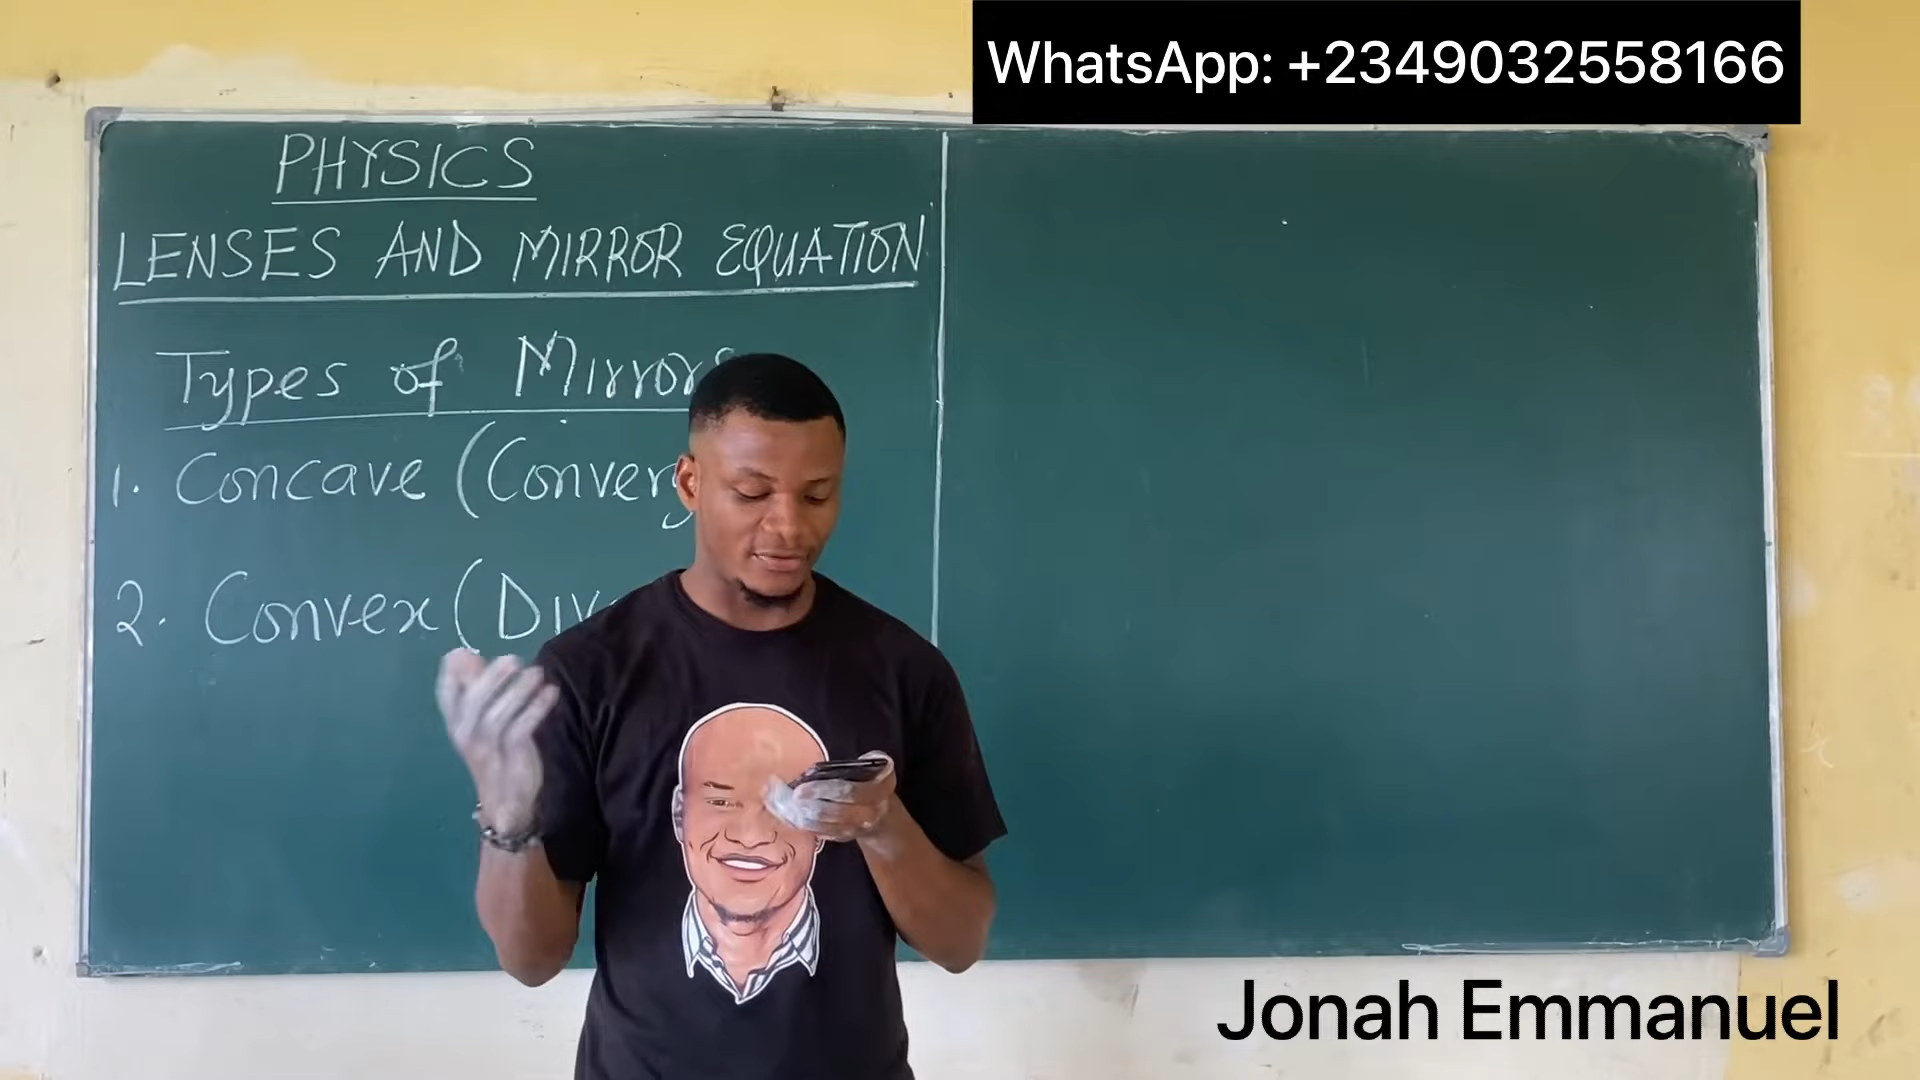 WhatsApp: +2349032558166
PHYSICS
LENSES AND MIRROR EQUATION
Types of Mirrors
1. Concave (Converg
2. Convex (Div
Jonah Emmanuel